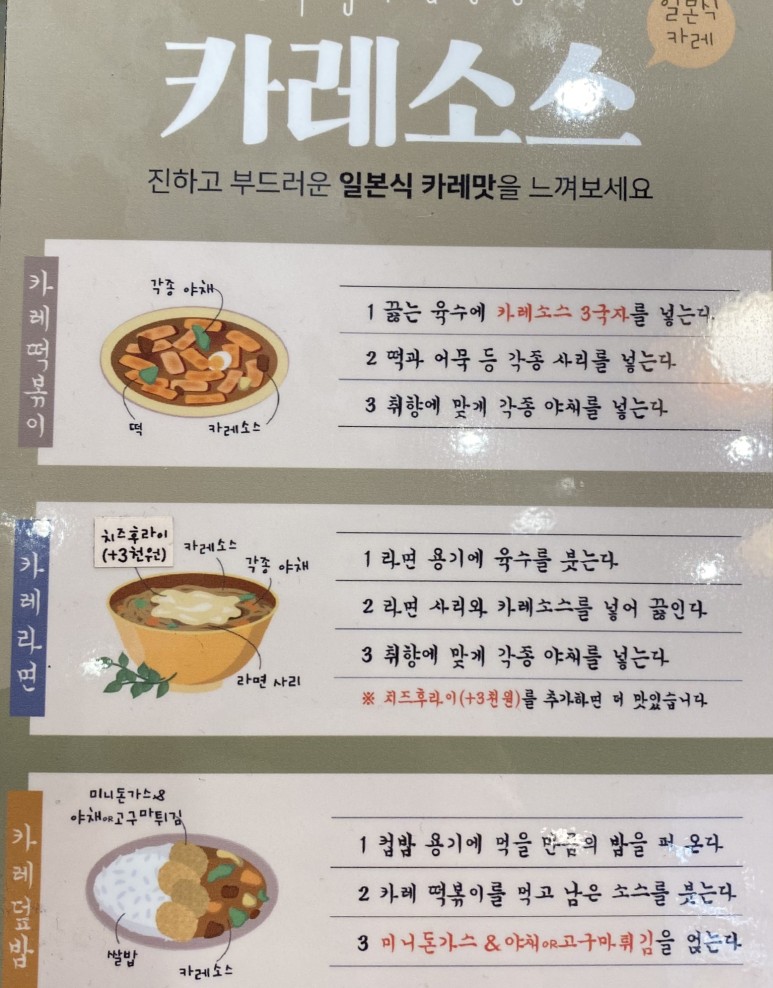 일본식
카레
카레소스
진하고 부드러운 일본식 카레맛을 느껴보세요
카레떡볶이
각종 야채
떡
카레소스
1 끓는 육수에 카레소스 3국자를 넣는다.
2 떡과 어묵 등 각종 사리를 넣는다
3 취향에 맞게 각종 야채를 넣는다
카레라면
치즈후라이
(+3천원)
카레소스
각종 야채
라면 사리
1 라면 용기에 육수를 붓는다
2 라면 사리와 카레소스를 넣어 끓인다
3 취향에 맞게 각종 야채를 넣는다
※ 치즈후라이(+3천원)를 추가하면 더 맛있습니다
카레덮밥
미니돈가스&
야채OR고구마튀김
쌀밥
카레소스
1 컵밥 용기에 먹을 만큼의 밥을 퍼 온다
2 카레 떡볶이를 먹고 남은 소스를 붓는다
3 미니돈가스 & 야채OR고구마튀김을 얹는다